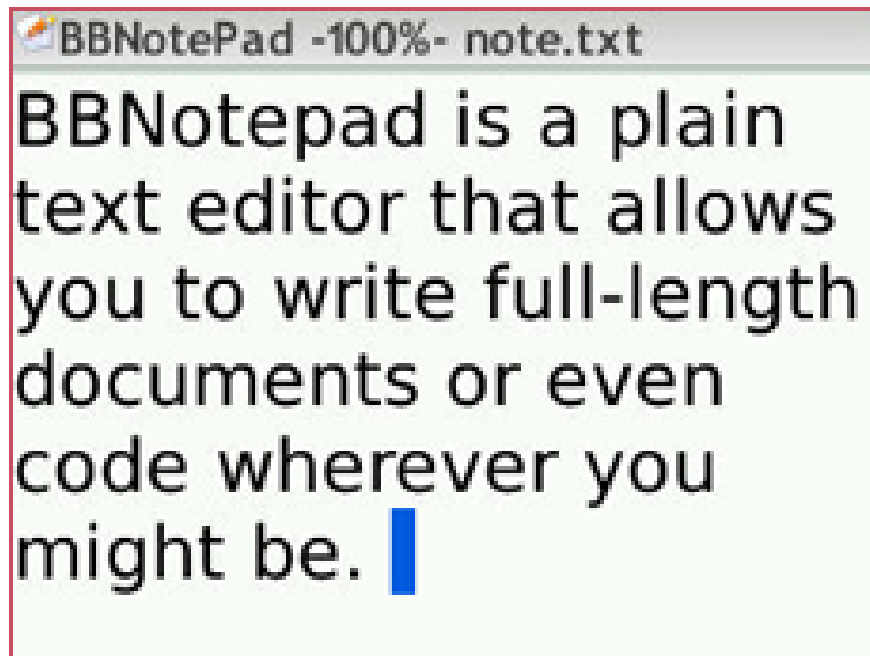 BBNotePad -100%- note.txt
BBNotepad is a plain
text editor that allows
you to write full-length
documents or even
code wherever you
might be.